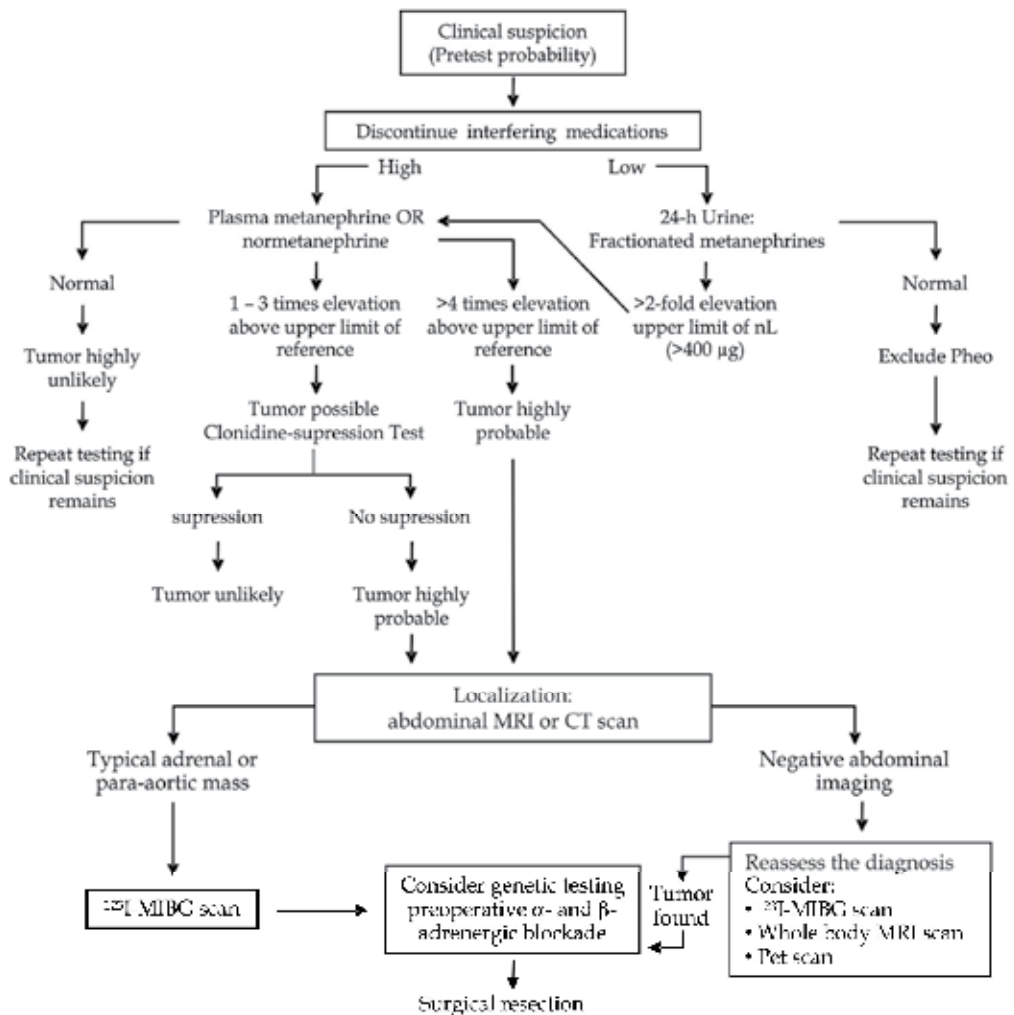 Clinical suspicion
(Pretest probability)
Discontinue interfering medications
High
Low
Plasma metanephrine OR
normetanephrine
24-h Urine:
Fractionated metanephrines
Normal
1 – 3 times elevation
above upper limit of
reference
>4 times elevation
above upper limit of
reference
>2-fold elevation
upper limit of nL
(>400 µg)
Normal
Tumor highly
unlikely
Exclude Pheo
Tumor possible
Clonidine-supression Test
Tumor highly
probable
Repeat testing if
clinical suspicion
remains
Repeat testing if
clinical suspicion
remains
supression
No supression
Tumor unlikely
Tumor highly
probable
Localization:
abdominal MRI or CT scan
Typical adrenal or
para-aortic mass
Negative abdominal
imaging
MIBG scan
Consider genetic testing
preoperative α- and β-
adrenergic blockade
Tumor
found
Reassess the diagnosis
Consider:
• I-MIBG scan
• Whole body MRI scan
• Pet scan
Surgical resection